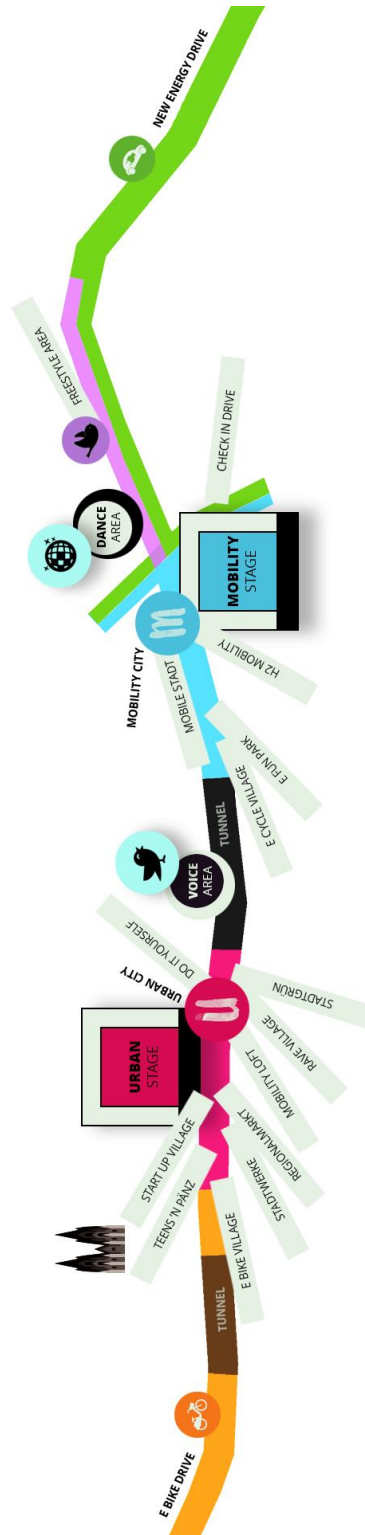 E BIKE DRIVE
TUNNEL
E BIKE VILLAGE
TEENS 'N PÄNZ
START UP VILLAGE
STADTWERKE
REGIONALMARKT
URBAN
STAGE
MOBILITY LOFT
RAVE VILLAGE
URBAN CITY
u
STADTGRÜN
DO IT YOURSELF
VOICE
AREA
TUNNEL
E CYCLE VILLAGE
E FUN PARK
MOBILE STADT
H2 MOBILITY
MOBILITY CITY
m
MOBILITY
STAGE
DANCE
AREA
CHECK IN DRIVE
FREESTYLE AREA
NEW ENERGY DRIVE